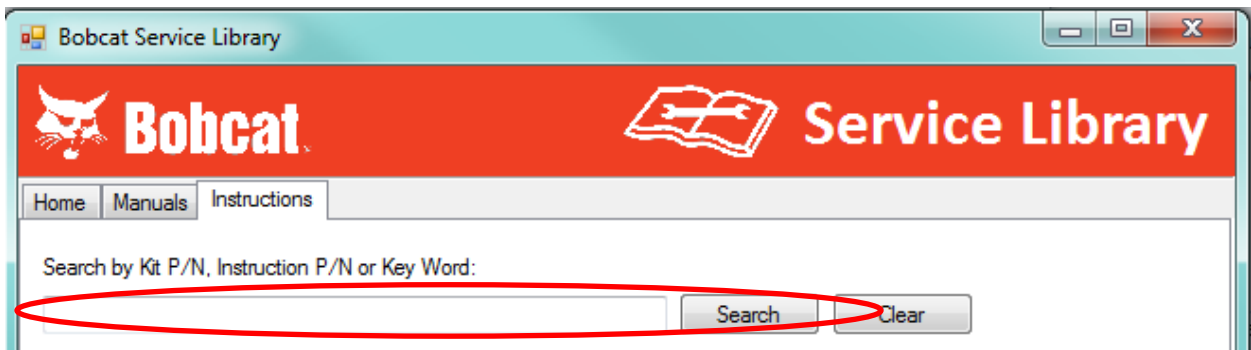 Bobcat Service Library
Bobcat. Service Library
Home Manuals Instructions
Search by Kit P/N, Instruction P/N or Key Word:
Search Clear